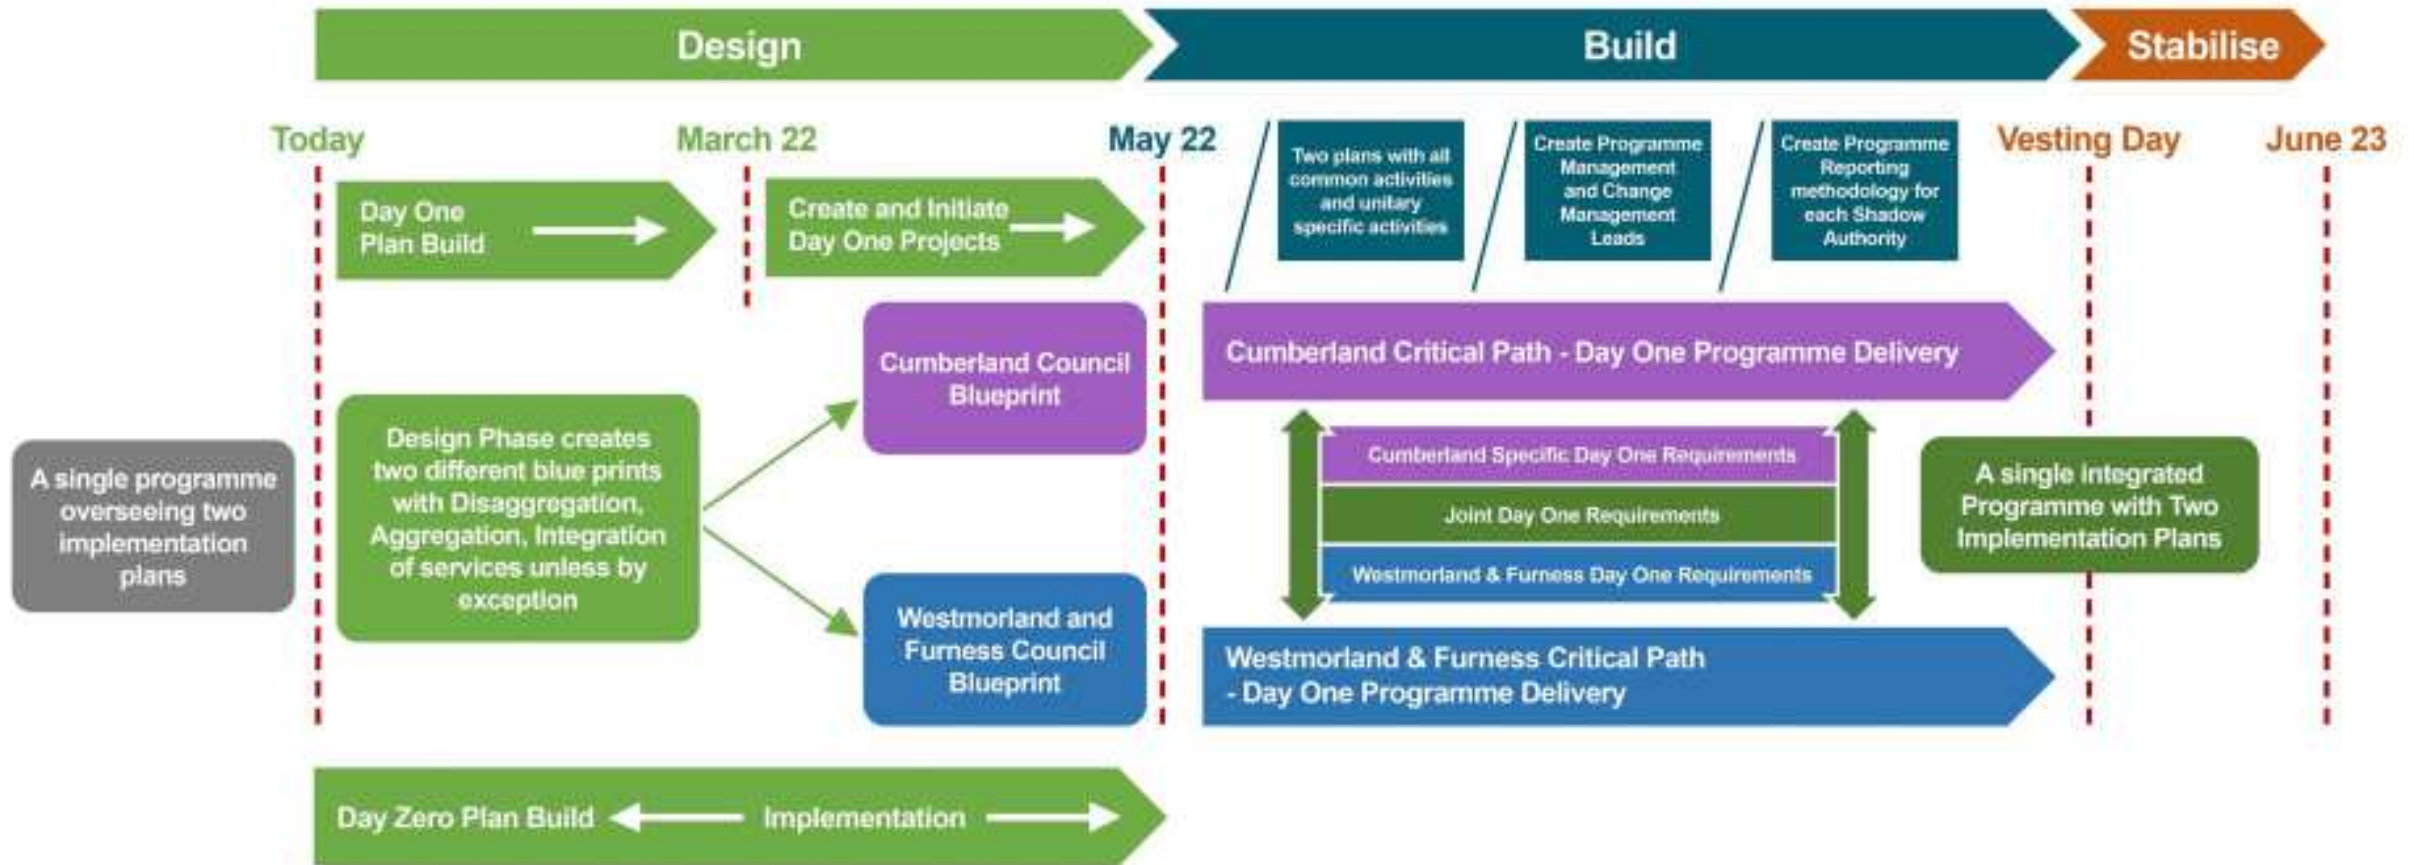 Design
Build
Stabilise
Today
March 22
May 22
Vesting Day
June 23
Day One
Plan Build
Create and Initiate
Day One Projects
Two plans with all
common activities
and unitary
specific activities
Create Programme
Management
and Change
Management
Leads
Create Programme
Reporting
methodology for
each Shadow
Authority
A single programme
overseeing two
implementation
plans
Design Phase creates
two different blue prints
with Disaggregation,
Aggregation, Integration
of services unless by
exception
Cumberland Council
Blueprint
Westmorland and
Furness Council
Blueprint
Cumberland Critical Path - Day One Programme Delivery
Cumberland Specific Day One Requirements
Joint Day One Requirements
Westmorland & Furness Day One Requirements
Westmorland & Furness Critical Path
- Day One Programme Delivery
A single integrated
Programme with Two
Implementation Plans
Day Zero Plan Build
Implementation